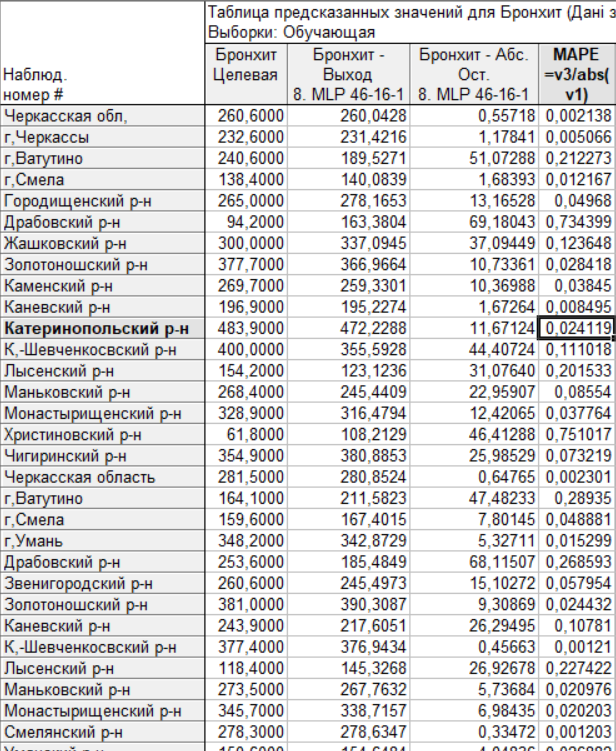 Таблица предсказанных значений для Бронхит (Дані з
Выборки: Обучающая
Наблюд. номер # Бронхит Целевая Бронхит - Выход 8. MLP 46-16-1 Бронхит - Абс. Ост. 8. MLP 46-16-1 MAPE =v3/abs( v1)
Черкасская обл, 260,6000 260,0428 0,55718 0,002138
г,Черкассы 232,6000 231,4216 1,17841 0,005066
г,Ватутино 240,6000 189,5271 51,07288 0,212273
г,Смела 138,4000 140,0839 1,68393 0,012167
Городищенский р-н 265,0000 278,1653 13,16528 0,04968
Драбовский р-н 94,2000 163,3804 69,18043 0,734399
Жашковский р-н 300,0000 337,0945 37,09449 0,123648
Золотоношский р-н 377,7000 366,9664 10,73361 0,028418
Каменский р-н 269,7000 259,3301 10,36988 0,03845
Каневский р-н 196,9000 195,2274 1,67264 0,008495
Катеринопольский р-н 483,9000 472,2288 11,67124 0,024119
К,-Шевченкосвский р-н 400,0000 355,5928 44,40724 0,111018
Лысенский р-н 154,2000 123,1236 31,07640 0,201533
Маньковский р-н 268,4000 245,4409 22,95907 0,08554
Монастырищенский р-н 328,9000 316,4794 12,42065 0,037764
Христиновский р-н 61,8000 108,2129 46,41288 0,751017
Чигиринский р-н 354,9000 380,8853 25,98529 0,073219
Черкасская область 281,5000 280,8524 0,64765 0,002301
г,Ватутино 164,1000 211,5823 47,48233 0,28935
г,Смела 159,6000 167,4015 7,80145 0,048881
г,Умань 348,2000 342,8729 5,32711 0,015299
Драбовский р-н 253,6000 185,4849 68,11507 0,268593
Звенигородский р-н 260,6000 245,4973 15,10272 0,057954
Золотоношский р-н 381,0000 390,3087 9,30869 0,024432
Каневский р-н 243,9000 217,6051 26,29495 0,10781
К,-Шевченкосвский р-н 377,4000 376,9434 0,45663 0,00121
Лысенский р-н 118,4000 145,3268 26,92678 0,227422
Маньковский р-н 273,5000 267,7632 5,73684 0,020976
Монастырищенский р-н 345,7000 338,7157 6,98435 0,020203
Смелянский р-н 278,3000 278,6347 0,33472 0,001203